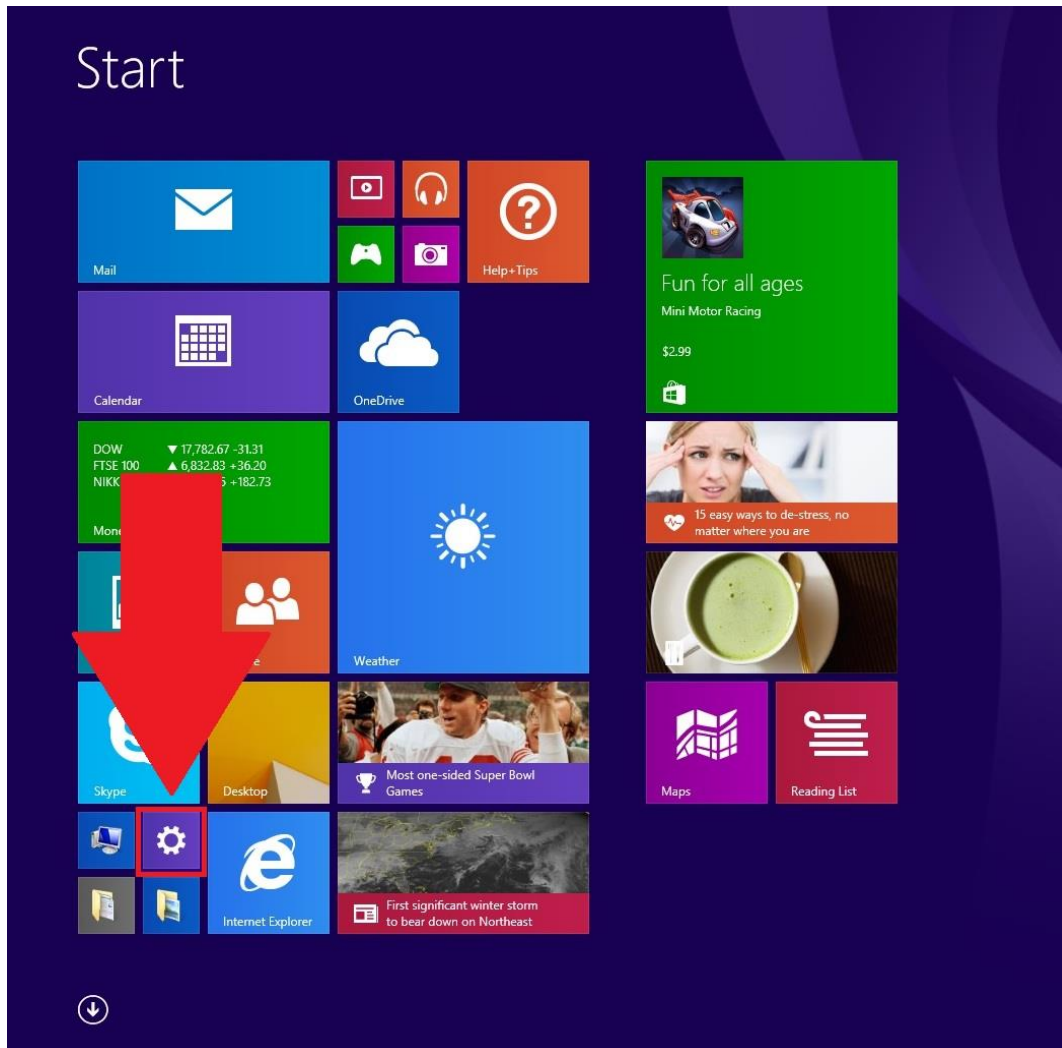 Start
Mail
Help+Tips
Calendar
OneDrive
DOW ▼ 17,782.67 -31.31
FTSE 100 ▲ 6,832.83 +36.20
+182.73
Weather
Skype
Desktop
Most one-sided Super Bowl
Games
Internet Explorer
First significant winter storm
to bear down on Northeast
Fun for all ages
Mini Motor Racing
$2.99
15 easy ways to de-stress, no
matter where you are
Maps
Reading List